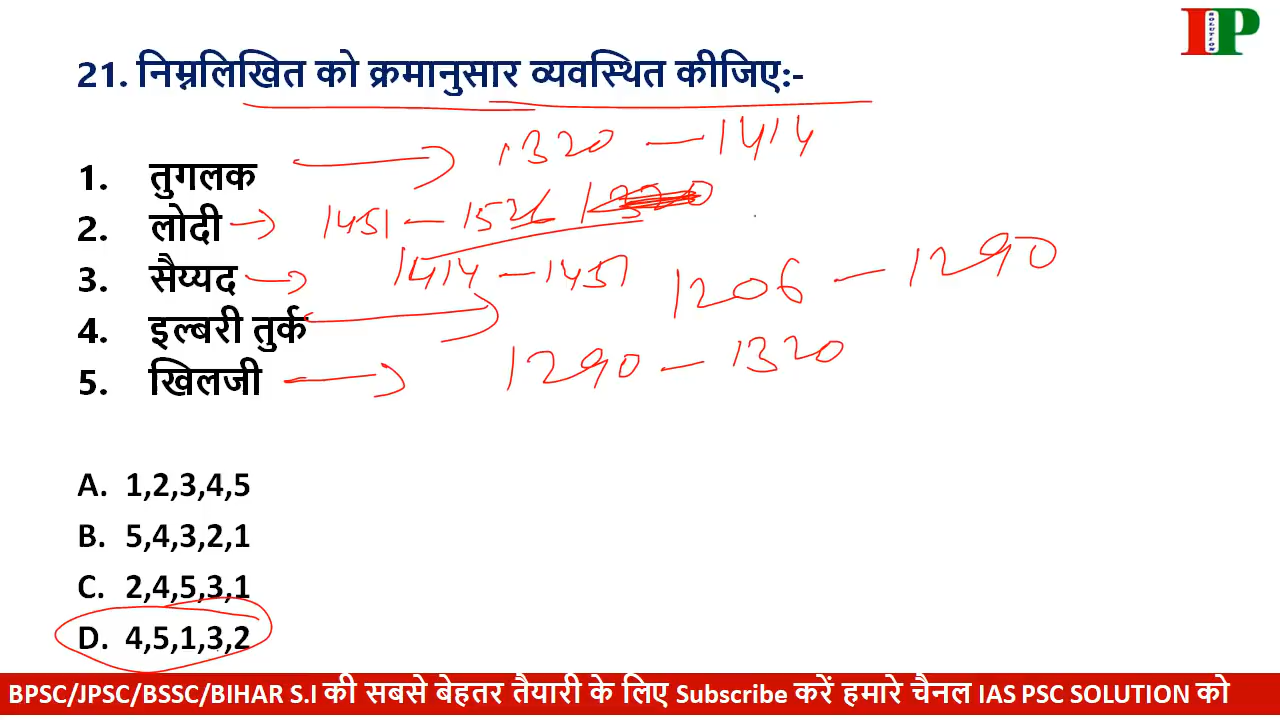 I SOLUTION P
21. निम्नलिखित को क्रमानुसार व्यवस्थित कीजिए:-
1. तुगलक 1320 – 1414
2. लोदी 1451 – 1526
3. सैय्यद 1414 – 1451
4. इल्बरी तुर्क 1206 – 1290
5. खिलजी 1290 – 1320
A. 1,2,3,4,5
B. 5,4,3,2,1
C. 2,4,5,3,1
D. 4,5,1,3,2
BPSC/JPSC/BSSC/BIHAR S.I की सबसे बेहतर तैयारी के लिए Subscribe करें हमारे चैनल IAS PSC SOLUTION को